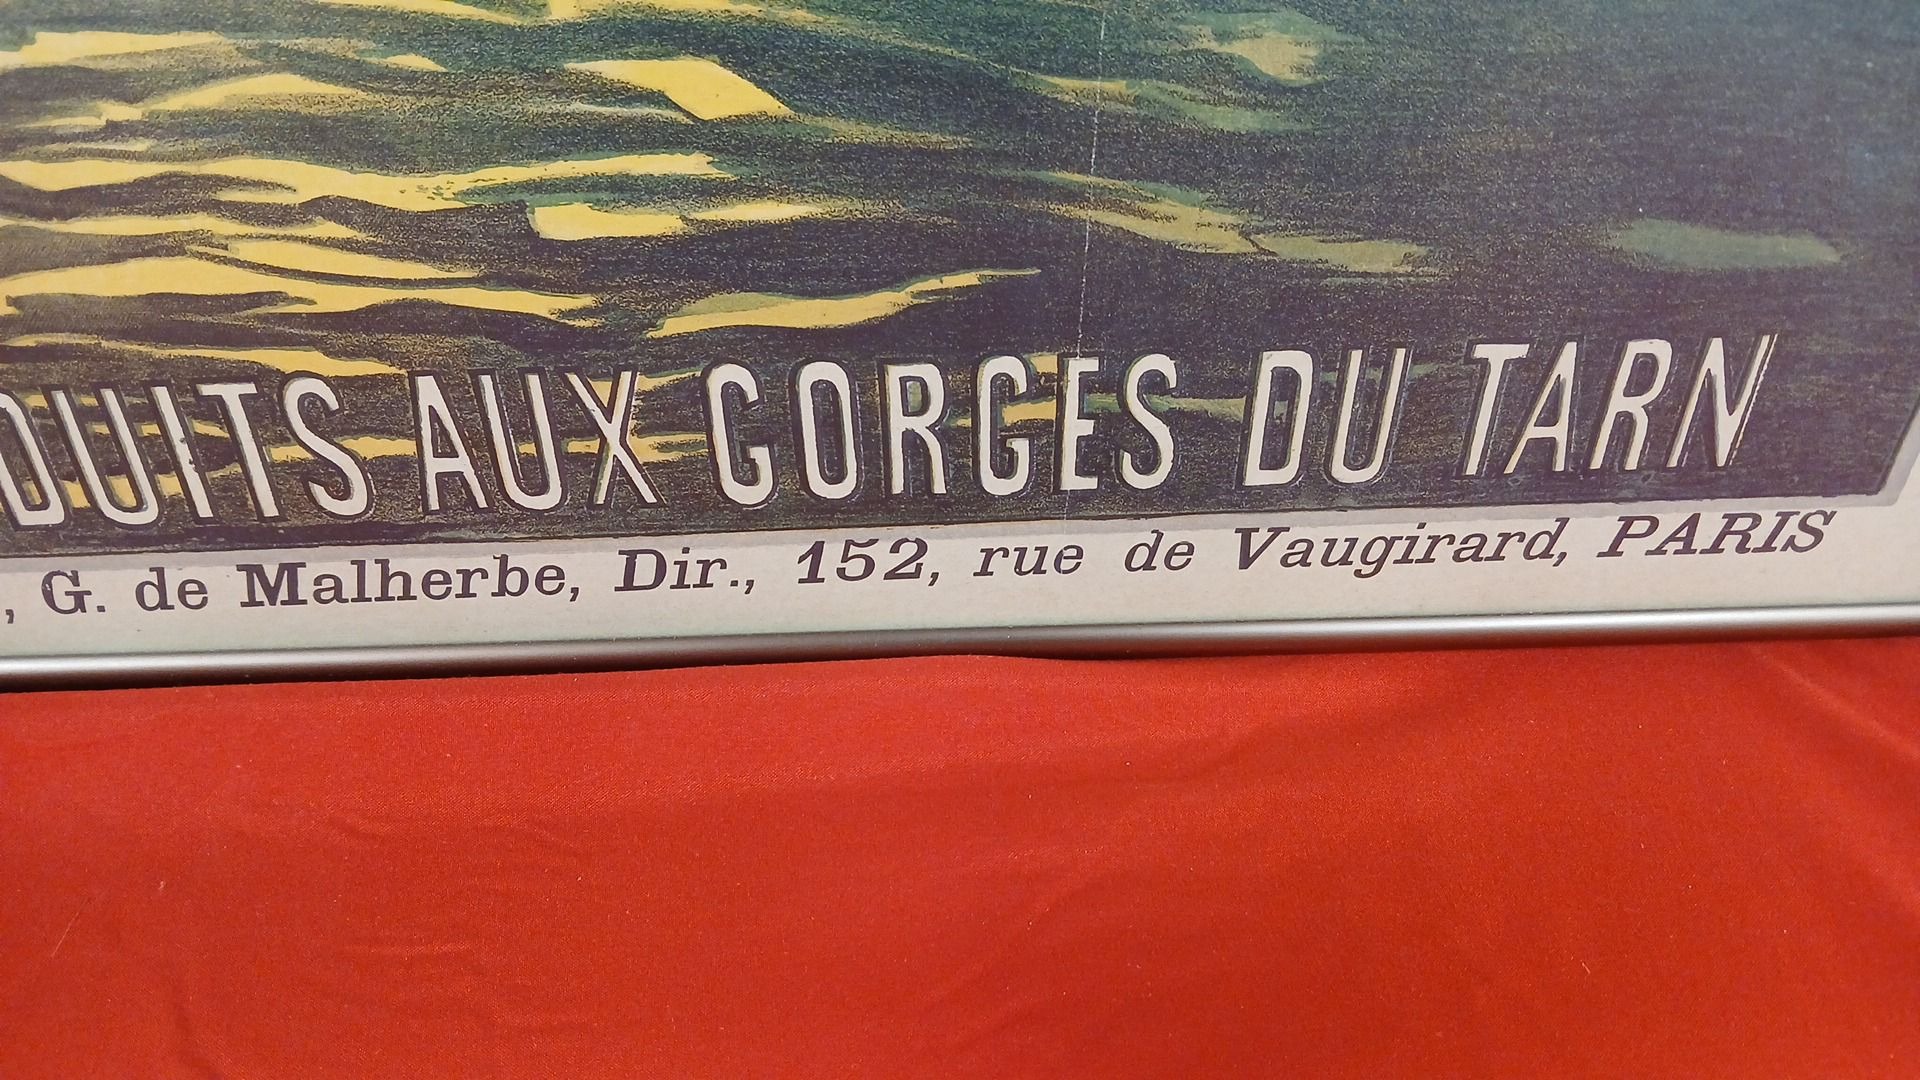 DUITS AUX GORGES DU TARN
, G. de Malherbe, Dir., 152, rue de Vaugirard, PARIS